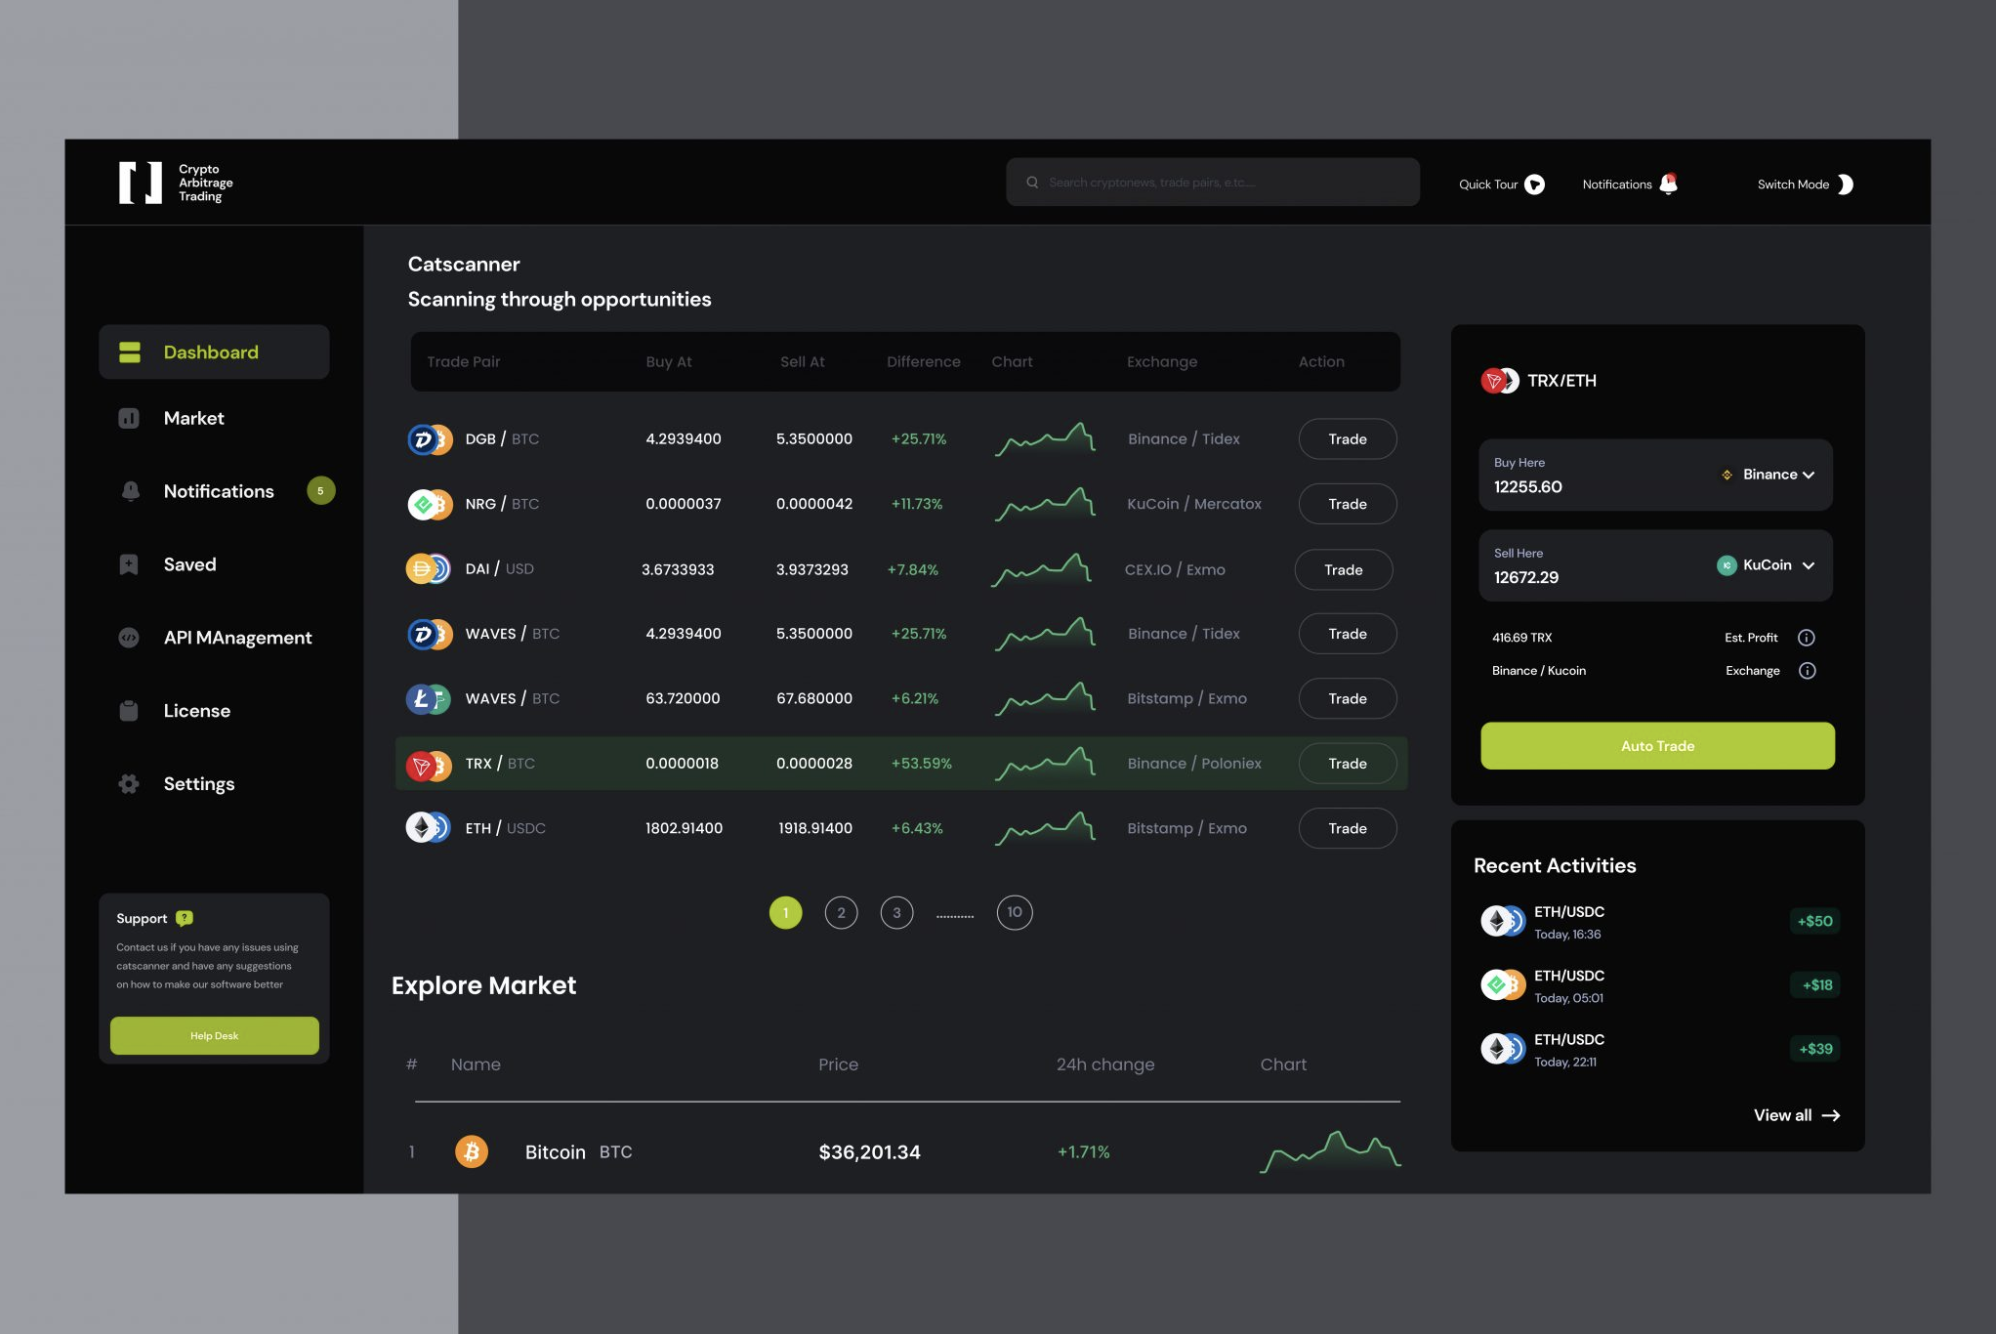 Crypto
Arbitrage
Trading
Search cryptonews, trade pairs, e.tc....
Quick Tour
Notifications
Switch Mode
Dashboard
Market
Notifications 5
Saved
API MAnagement
License
Settings
Support ?
Contact us if you have any issues using
catscanner and have any suggestions
on how to make our software better
Help Desk
Catscanner
Scanning through opportunities
Trade Pair Buy At Sell At Difference Chart Exchange Action
DGB / BTC 4.2939400 5.3500000 +25.71% Binance / Tidex Trade
NRG / BTC 0.0000037 0.0000042 +11.73% KuCoin / Mercatox Trade
DAI / USD 3.6733933 3.9373293 +7.84% CEX.IO / Exmo Trade
WAVES / BTC 4.2939400 5.3500000 +25.71% Binance / Tidex Trade
WAVES / BTC 63.720000 67.680000 +6.21% Bitstamp / Exmo Trade
TRX / BTC 0.0000018 0.0000028 +53.59% Binance / Poloniex Trade
ETH / USDC 1802.91400 1918.91400 +6.43% Bitstamp / Exmo Trade
1 2 3 ........... 10
Explore Market
# Name Price 24h change Chart
1 Bitcoin BTC $36,201.34 +1.71%
TRX/ETH
Buy Here
12255.60 Binance
Sell Here
12672.29 KuCoin
416.69 TRX Est. Profit
Binance / Kucoin Exchange
Auto Trade
Recent Activities
ETH/USDC
Today, 16:36 +$50
ETH/USDC
Today, 05:01 +$18
ETH/USDC
Today, 22:11 +$39
View all →